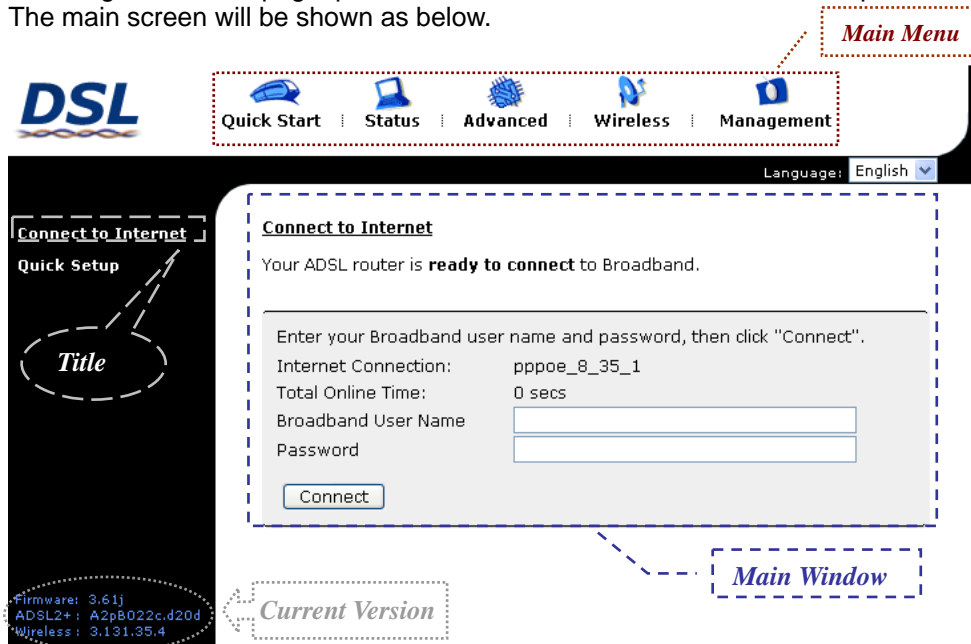 The main screen will be shown as below.
Main Menu
DSL
Quick Start Status Advanced Wireless Management
Language: English
Connect to Internet
Quick Setup
Title
Connect to Internet
Your ADSL router is ready to connect to Broadband.
Enter your Broadband user name and password, then click "Connect".
Internet Connection: pppoe_8_35_1
Total Online Time: 0 secs
Broadband User Name
Password
Connect
Main Window
Firmware: 3.61j
ADSL2+: A2pB022c.d20d
Wireless: 3.131.35.4
Current Version